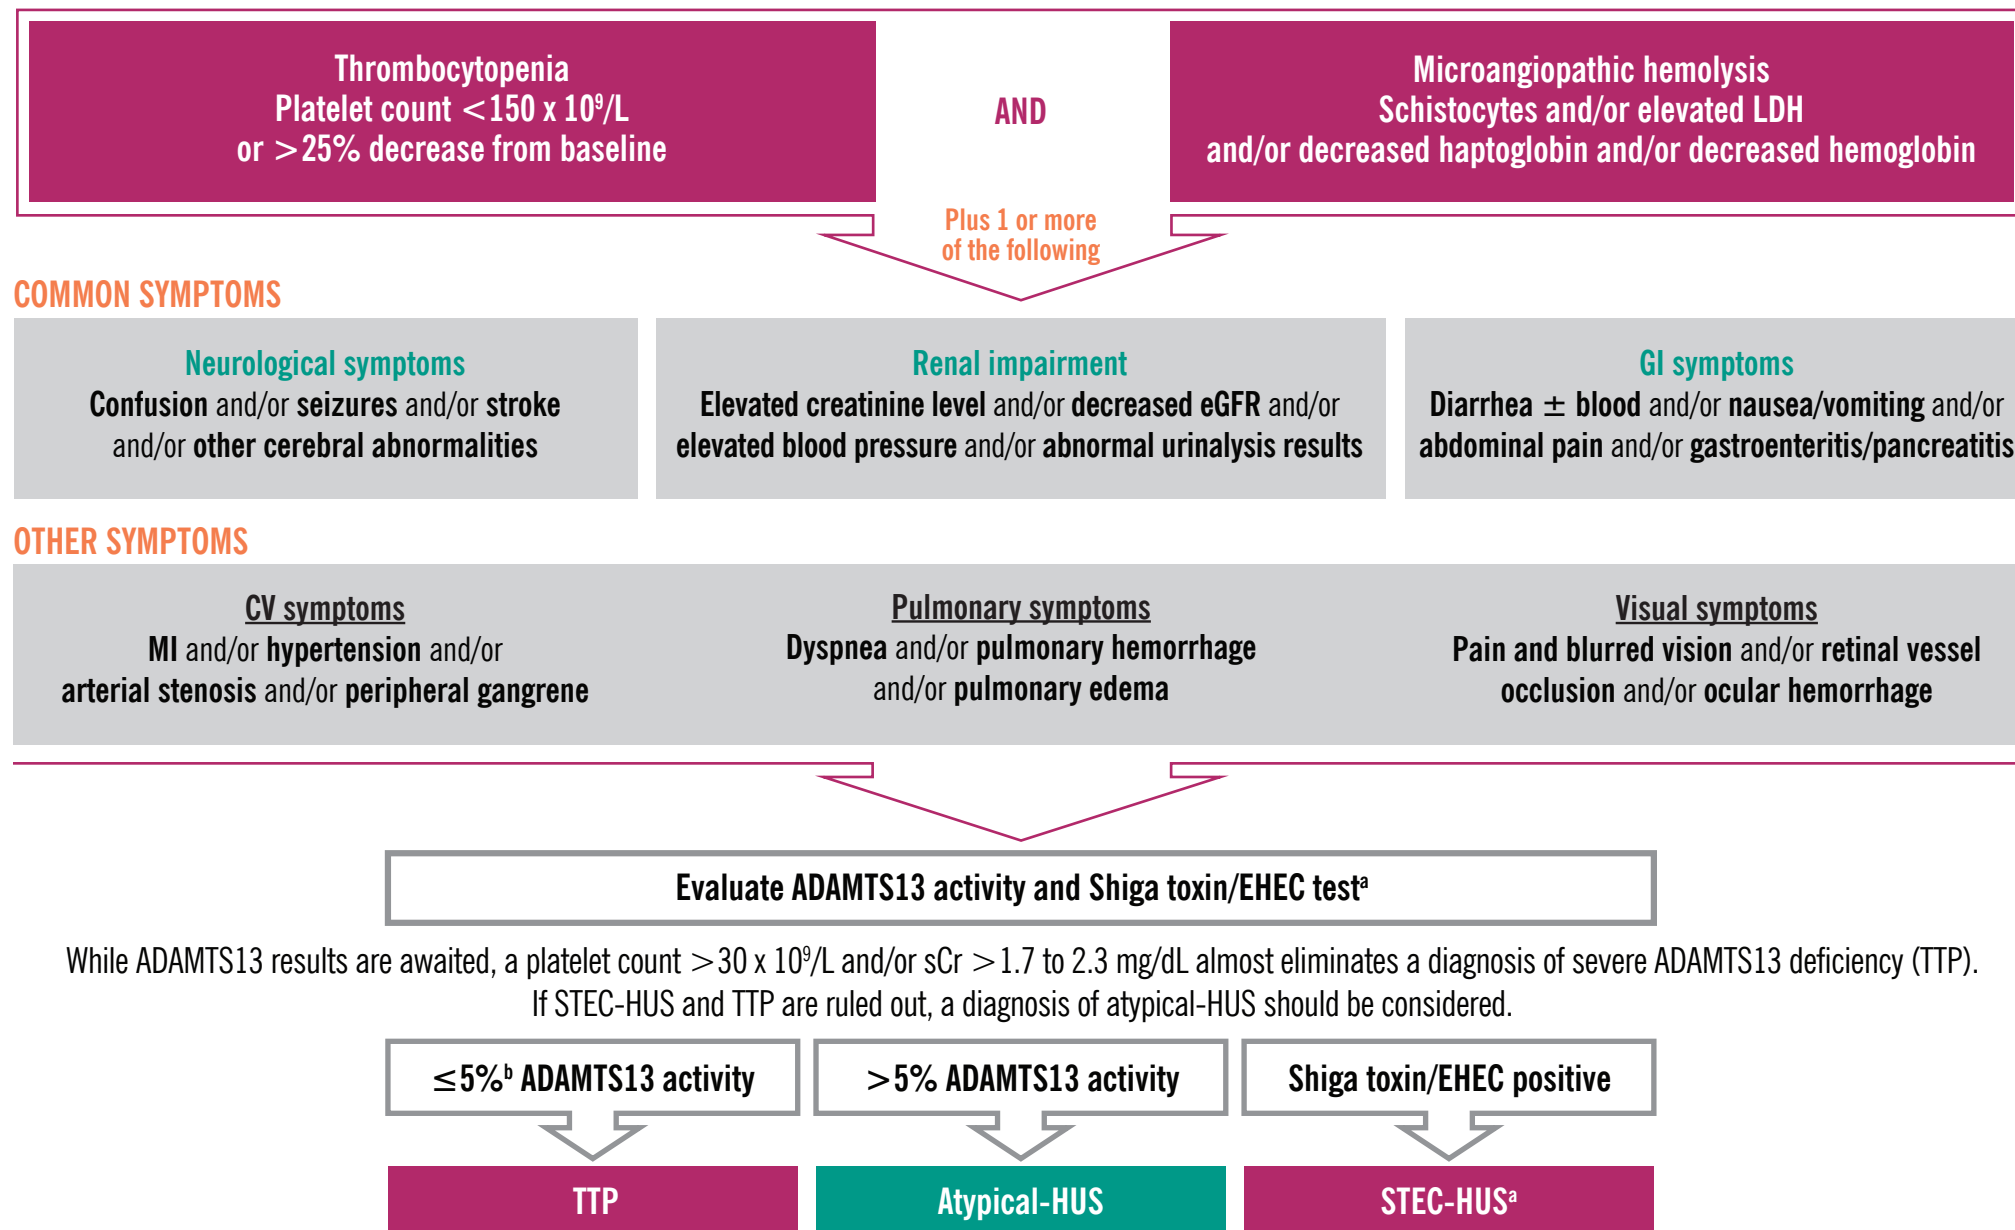 Thrombocytopenia
Platelet count <150 x 10⁹/L
or >25% decrease from baseline
AND
Microangiopathic hemolysis
Schistocytes and/or elevated LDH
and/or decreased haptoglobin and/or decreased hemoglobin
Plus 1 or more
of the following
COMMON SYMPTOMS
Neurological symptoms
Confusion and/or seizures and/or stroke
and/or other cerebral abnormalities
Renal impairment
Elevated creatinine level and/or decreased eGFR and/or
elevated blood pressure and/or abnormal urinalysis results
GI symptoms
Diarrhea ± blood and/or nausea/vomiting and/or
abdominal pain and/or gastroenteritis/pancreatitis
OTHER SYMPTOMS
CV symptoms
MI and/or hypertension and/or
arterial stenosis and/or peripheral gangrene
Pulmonary symptoms
Dyspnea and/or pulmonary hemorrhage
and/or pulmonary edema
Visual symptoms
Pain and blurred vision and/or retinal vessel
occlusion and/or ocular hemorrhage
Evaluate ADAMTS13 activity and Shiga toxin/EHEC testᵃ
While ADAMTS13 results are awaited, a platelet count >30 x 10⁹/L and/or sCr >1.7 to 2.3 mg/dL almost eliminates a diagnosis of severe ADAMTS13 deficiency (TTP).
If STEC-HUS and TTP are ruled out, a diagnosis of atypical-HUS should be considered.
≤5%ᵇ ADAMTS13 activity
>5% ADAMTS13 activity
Shiga toxin/EHEC positive
TTP
Atypical-HUS
STEC-HUSᵃ